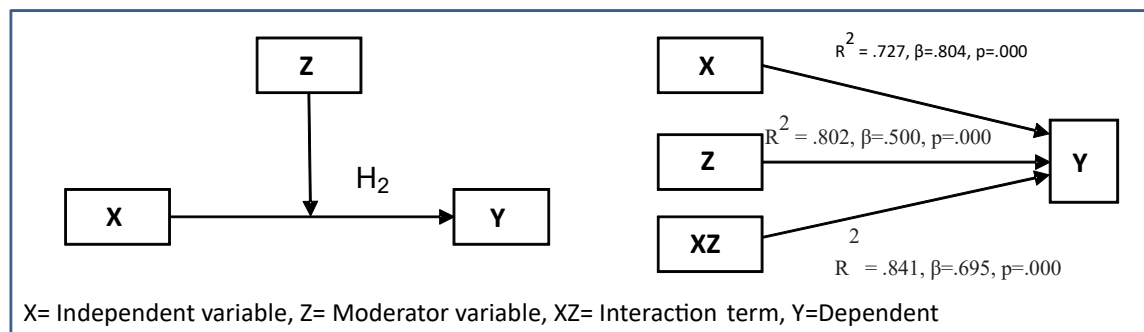 Z
H₂
X
Y
R² = .727, β=.804, p=.000
X
R² = .802, β=.500, p=.000
Z
Y
XZ
R² = .841, β=.695, p=.000
X= Independent variable, Z= Moderator variable, XZ= Interaction term, Y=Dependent